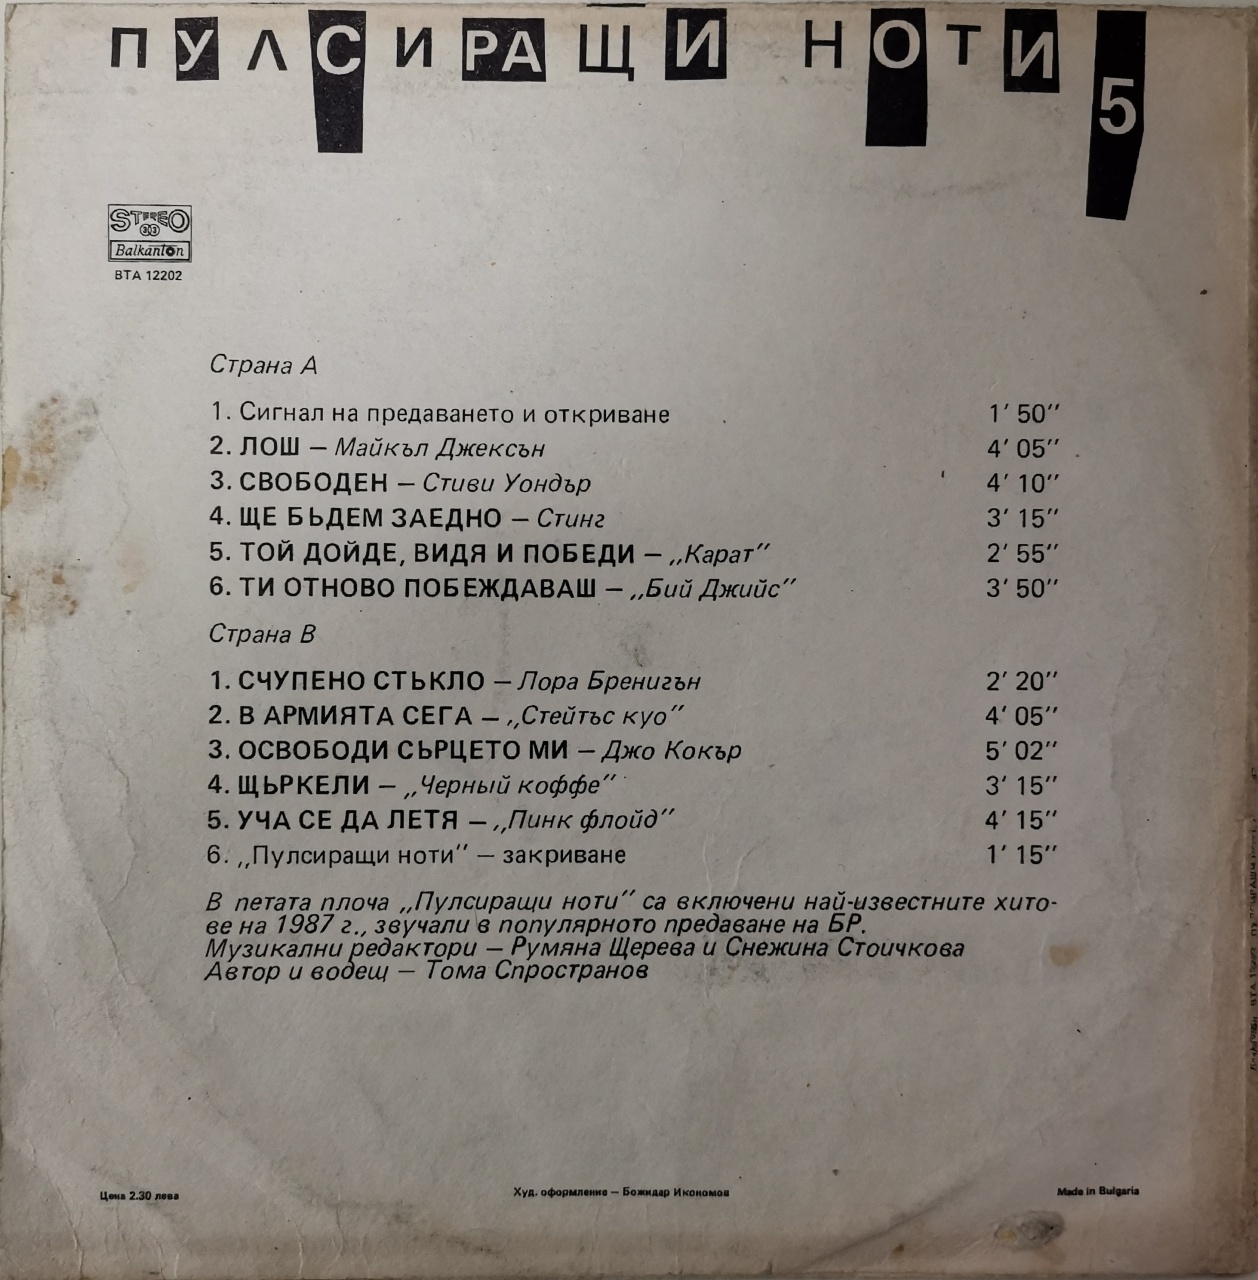 ПУЛСИРАЩИ НОТИ 5
STEREO
33
Balkanton
ВТА 12202
Страна А
1. Сигнал на предаването и откриване 1' 50''
2. ЛОШ – Майкъл Джексън 4' 05''
3. СВОБОДЕН – Стиви Уондър 4' 10''
4. ЩЕ БЪДЕМ ЗАЕДНО – Стинг 3' 15''
5. ТОЙ ДОЙДЕ, ВИДЯ И ПОБЕДИ – „Карат” 2' 55''
6. ТИ ОТНОВО ПОБЕЖДАВАШ – „Бий Джийс” 3' 50''
Страна В
1. СЧУПЕНО СТЪКЛО – Лора Бренигън 2' 20''
2. В АРМИЯТА СЕГА – „Стейтъс куо” 4' 05''
3. ОСВОБОДИ СЪРЦЕТО МИ – Джо Кокър 5' 02''
4. ЩЪРКЕЛИ – „Черный коффе” 3' 15''
5. УЧА СЕ ДА ЛЕТЯ – „Пинк флойд” 4' 15''
6. „Пулсиращи ноти” – закриване 1' 15''
В петата плоча „Пулсиращи ноти” са включени най-известните хито-
ве на 1987 г., звучали в популярното предаване на БР.
Музикални редактори – Румяна Щерева и Снежина Стоичкова
Автор и водещ – Тома Спространов
Цена 2.30 лева
Худ. оформление – Божидар Икономов
Made in Bulgaria